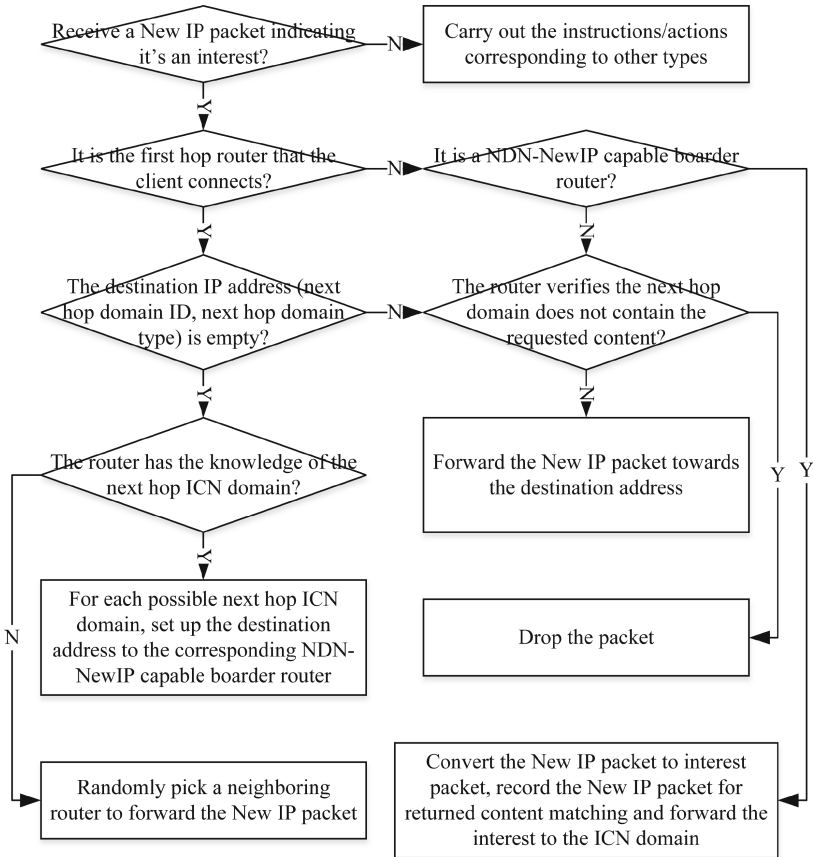 Receive a New IP packet indicating
it's an interest?
N
Carry out the instructions/actions
corresponding to other types
Y
It is the first hop router that the
client connects?
N
It is a NDN-NewIP capable boarder
router?
Y
N
The destination IP address (next
hop domain ID, next hop domain
type) is empty?
N
The router verifies the next hop
domain does not contain the
requested content?
Y
N
The router has the knowledge of the
next hop ICN domain?
Forward the New IP packet towards
the destination address
Y
Y
Y
For each possible next hop ICN
domain, set up the destination
address to the corresponding NDN-
NewIP capable boarder router
N
Drop the packet
Randomly pick a neighboring
router to forward the New IP packet
Convert the New IP packet to interest
packet, record the New IP packet for
returned content matching and forward the
interest to the ICN domain